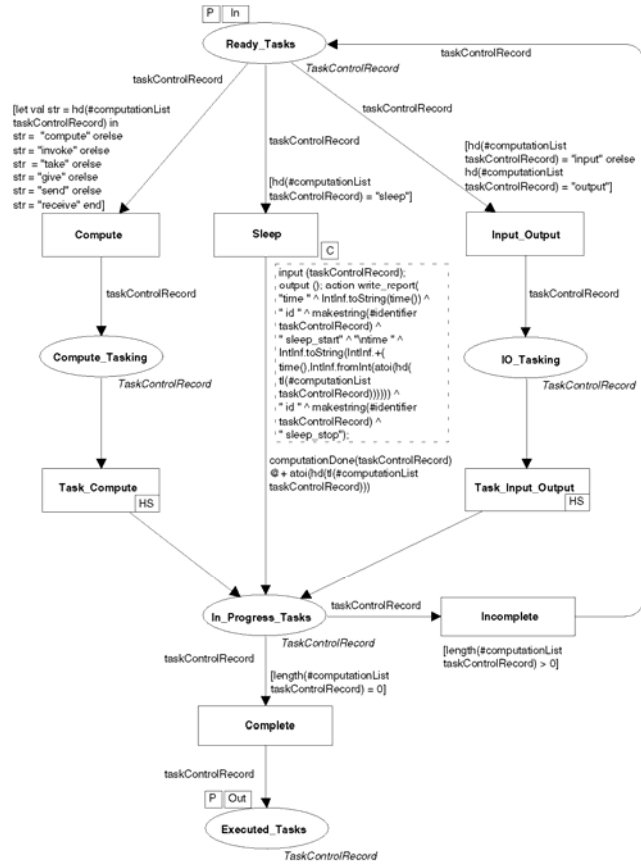 P In
Ready_Tasks
TaskControlRecord
taskControlRecord
taskControlRecord
taskControlRecord
taskControlRecord
[let val str = hd(#computationList
taskControlRecord) in
str = "compute" orelse
str = "invoke" orelse
str = "take" orelse
str = "give" orelse
str = "send" orelse
str = "receive" end]
[hd(#computationList
taskControlRecord) = "sleep"]
[hd(#computationList
taskControlRecord) = "input" orelse
hd(#computationList
taskControlRecord) = "output"]
Compute
Sleep
Input_Output
C
input (taskControlRecord);
output (); action write_report(
"time " ^ IntInf.toString(time()) ^
" id " ^ makestring(#identifier
taskControlRecord) ^
" sleep_start" ^ "\ntime " ^
IntInf.toString(IntInf.+(
time(),IntInf.fromInt(atoi(hd(
tl(#computationList
taskControlRecord)))))) ^
" id " ^ makestring(#identifier
taskControlRecord) ^
" sleep_stop");
taskControlRecord
taskControlRecord
Compute_Tasking
TaskControlRecord
IO_Tasking
TaskControlRecord
taskControlRecord
taskControlRecord
computationDone(taskControlRecord)
@+ atoi(hd(tl(#computationList
taskControlRecord)))
Task_Compute
HS
Task_Input_Output
HS
In_Progress_Tasks
TaskControlRecord
taskControlRecord
Incomplete
[length(#computationList
taskControlRecord) > 0]
taskControlRecord
[length(#computationList
taskControlRecord) = 0]
Complete
taskControlRecord
P Out
Executed_Tasks
TaskControlRecord